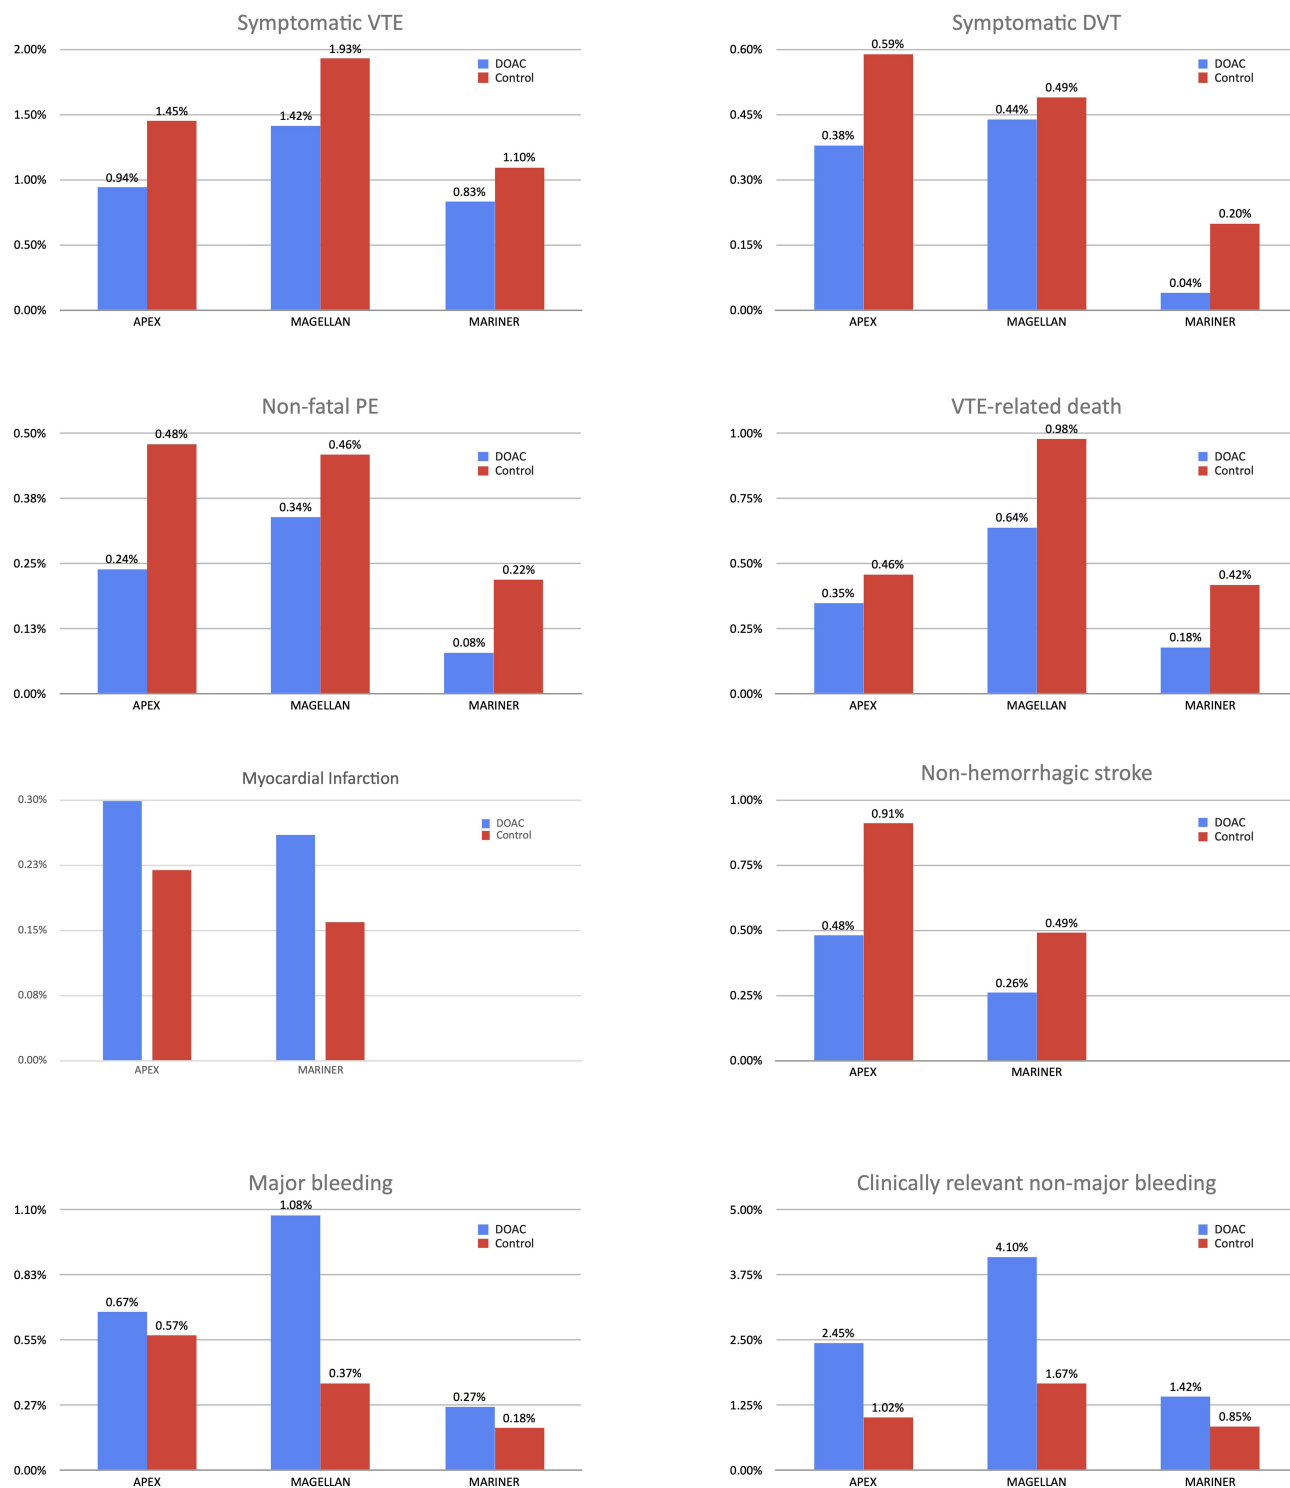 Symptomatic VTE
2.00%
1.50%
1.00%
0.50%
0.00%
0.94%
1.45%
1.42%
1.93%
0.83%
1.10%
DOAC
Control
APEX
MAGELLAN
MARINER
Symptomatic DVT
0.60%
0.45%
0.30%
0.15%
0.00%
0.38%
0.59%
0.44%
0.49%
0.04%
0.20%
DOAC
Control
APEX
MAGELLAN
MARINER
Non-fatal PE
0.50%
0.38%
0.25%
0.13%
0.00%
0.24%
0.48%
0.34%
0.46%
0.08%
0.22%
DOAC
Control
APEX
MAGELLAN
MARINER
VTE-related death
1.00%
0.75%
0.50%
0.25%
0.00%
0.35%
0.46%
0.64%
0.98%
0.18%
0.42%
DOAC
Control
APEX
MAGELLAN
MARINER
Myocardial Infarction
0.30%
0.23%
0.15%
0.08%
0.00%
DOAC
Control
APEX
MARINER
Non-hemorrhagic stroke
1.00%
0.75%
0.50%
0.25%
0.00%
0.48%
0.91%
0.26%
0.49%
DOAC
Control
APEX
MARINER
Major bleeding
1.10%
0.83%
0.55%
0.27%
0.00%
0.67%
0.57%
1.08%
0.37%
0.27%
0.18%
DOAC
Control
APEX
MAGELLAN
MARINER
Clinically relevant non-major bleeding
5.00%
3.75%
2.50%
1.25%
0.00%
2.45%
1.02%
4.10%
1.67%
1.42%
0.85%
DOAC
Control
APEX
MAGELLAN
MARINER